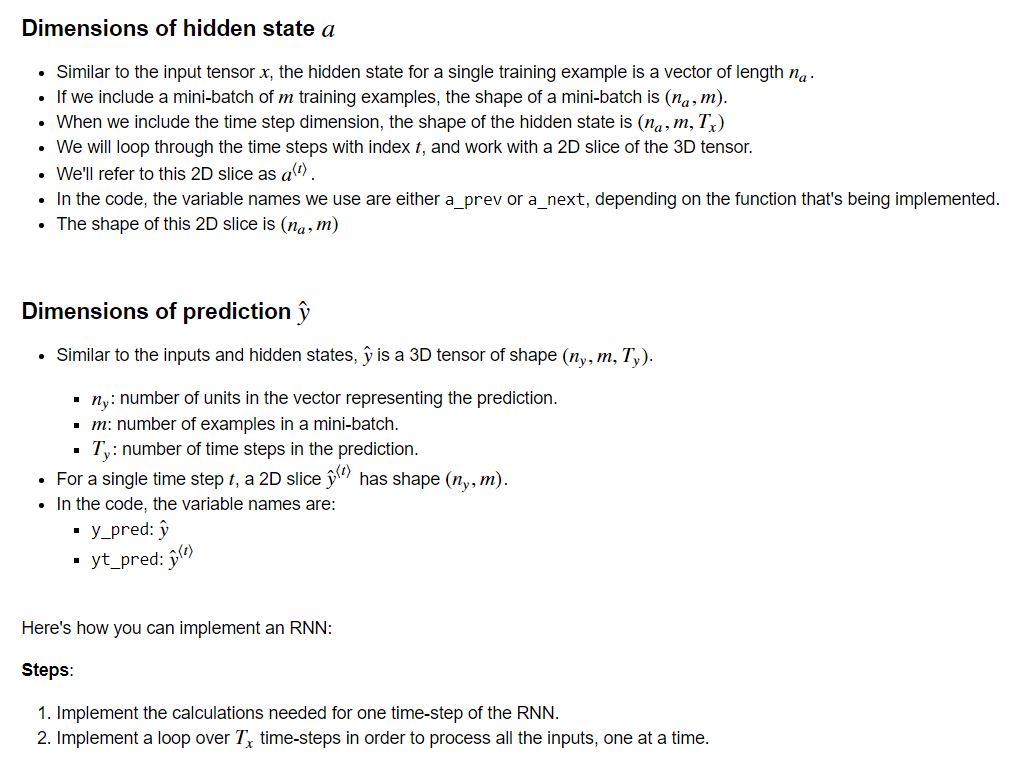 Dimensions of hidden state a
• Similar to the input tensor x, the hidden state for a single training example is a vector of length nₐ.
• If we include a mini-batch of m training examples, the shape of a mini-batch is (nₐ, m).
• When we include the time step dimension, the shape of the hidden state is (nₐ, m, Tₓ)
• We will loop through the time steps with index t, and work with a 2D slice of the 3D tensor.
• We'll refer to this 2D slice as a^⟨t⟩.
• In the code, the variable names we use are either a_prev or a_next, depending on the function that's being implemented.
• The shape of this 2D slice is (nₐ, m)
Dimensions of prediction ŷ
• Similar to the inputs and hidden states, ŷ is a 3D tensor of shape (n_y, m, T_y).
▪ n_y: number of units in the vector representing the prediction.
▪ m: number of examples in a mini-batch.
▪ T_y: number of time steps in the prediction.
• For a single time step t, a 2D slice ŷ^⟨t⟩ has shape (n_y, m).
• In the code, the variable names are:
▪ y_pred: ŷ
▪ yt_pred: ŷ^⟨t⟩
Here's how you can implement an RNN:
Steps:
1. Implement the calculations needed for one time-step of the RNN.
2. Implement a loop over Tₓ time-steps in order to process all the inputs, one at a time.